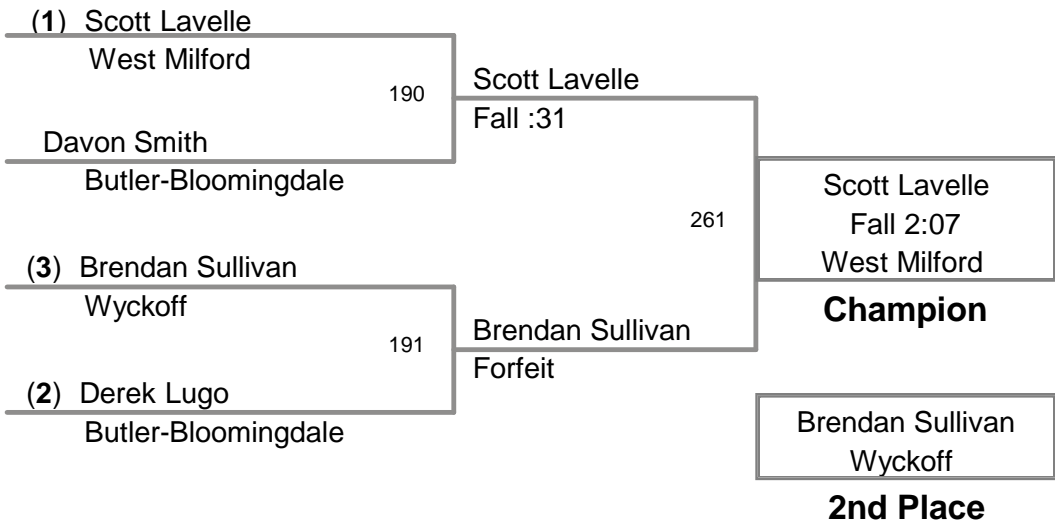 (1) Scott Lavelle
West Milford
190
Scott Lavelle
Fall :31
Davon Smith
Butler-Bloomingdale
261
Scott Lavelle
Fall 2:07
West Milford
Champion
(3) Brendan Sullivan
Wyckoff
191
Brendan Sullivan
Forfeit
(2) Derek Lugo
Butler-Bloomingdale
Brendan Sullivan
Wyckoff
2nd Place